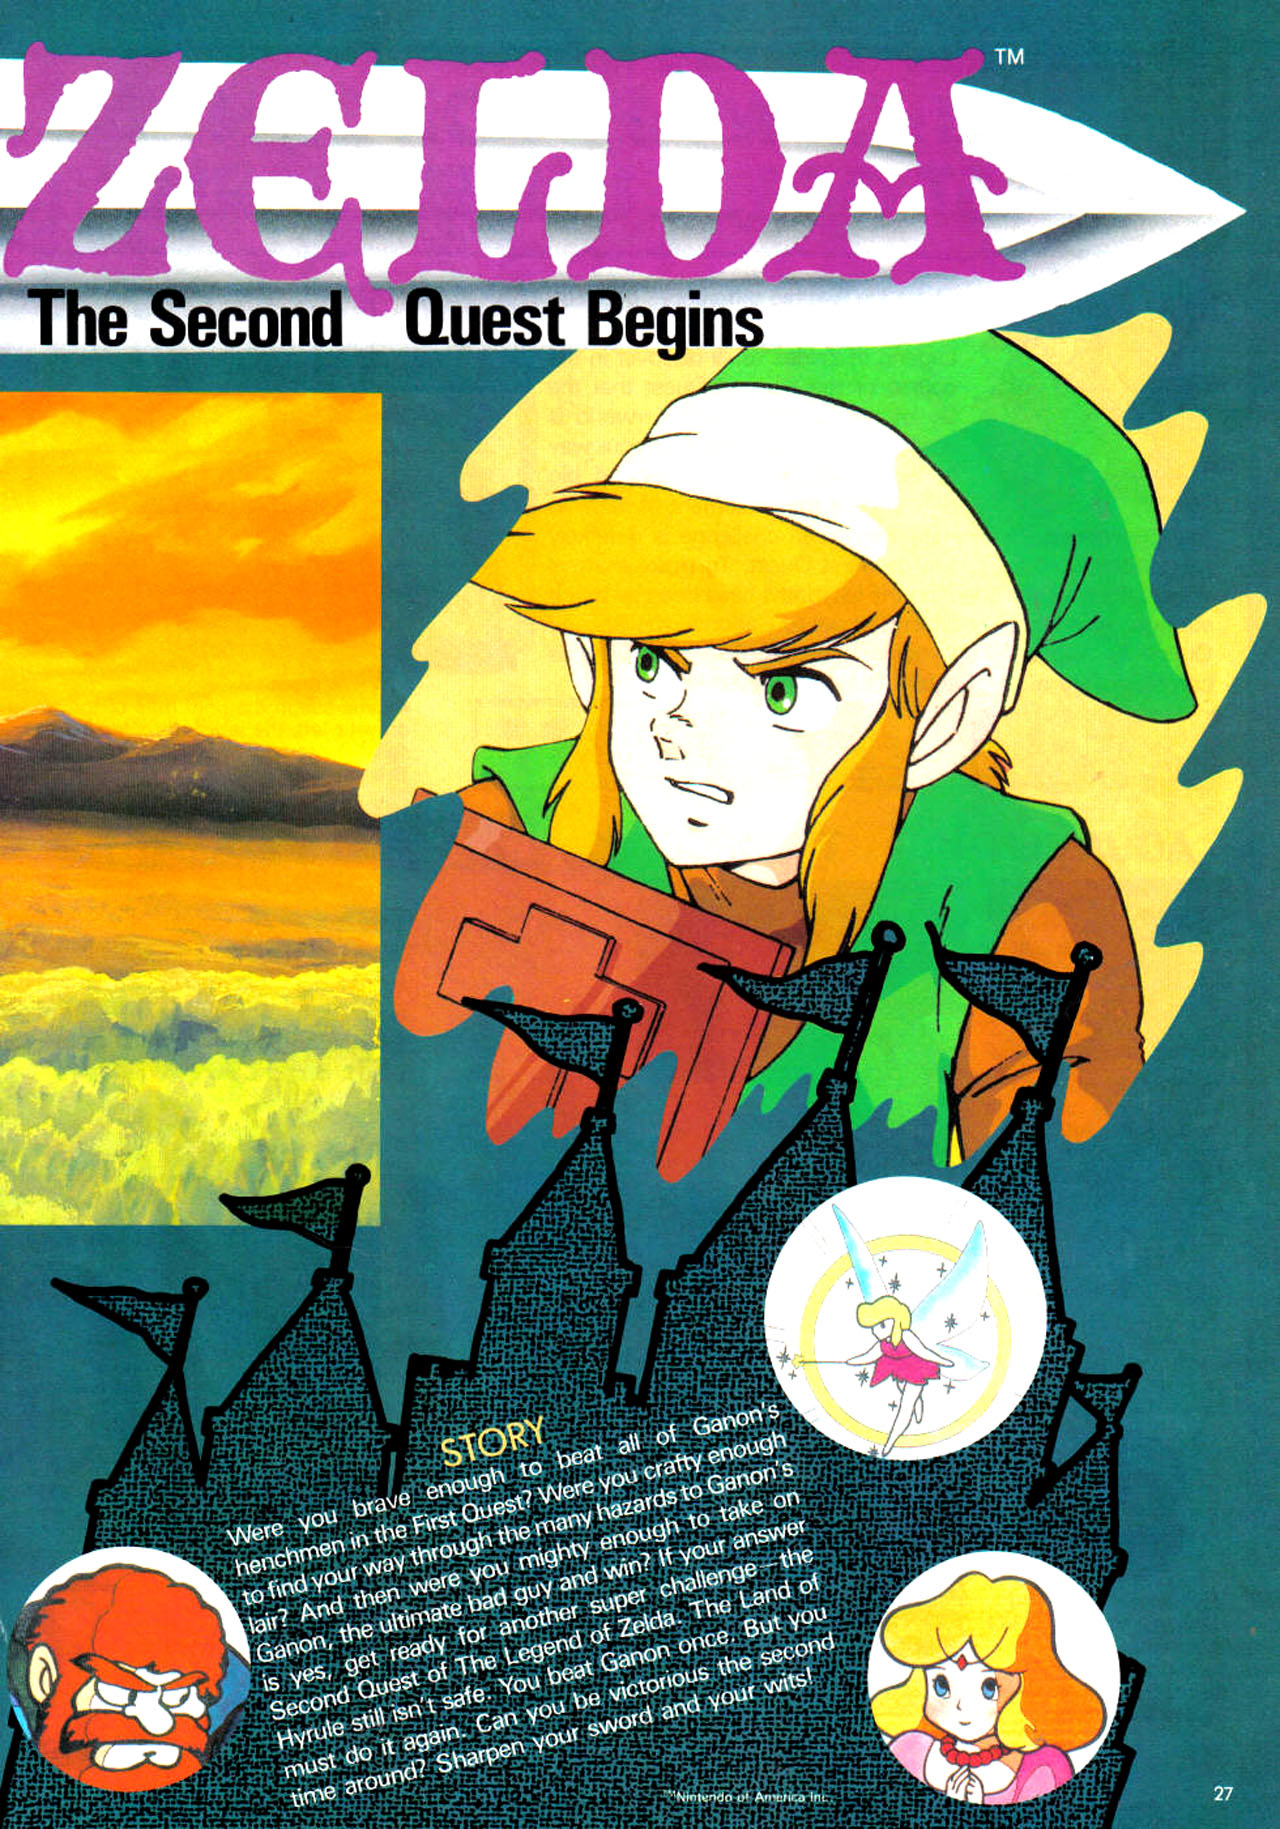 ZELDA ™
The Second Quest Begins
STORY
Were you brave enough to beat all of Ganon's
henchmen in the First Quest? Were you crafty enough
to find your way through the many hazards to Ganon's
lair? And then were you mighty enough to take on
Ganon, the ultimate bad guy and win? If your answer
is yes, get ready for another super challenge—the
Second Quest of The Legend of Zelda. The Land of
Hyrule still isn't safe. You beat Ganon once. But you
must do it again. Can you be victorious the second
time around? Sharpen your sword and your wits!
™Nintendo of America Inc.
27